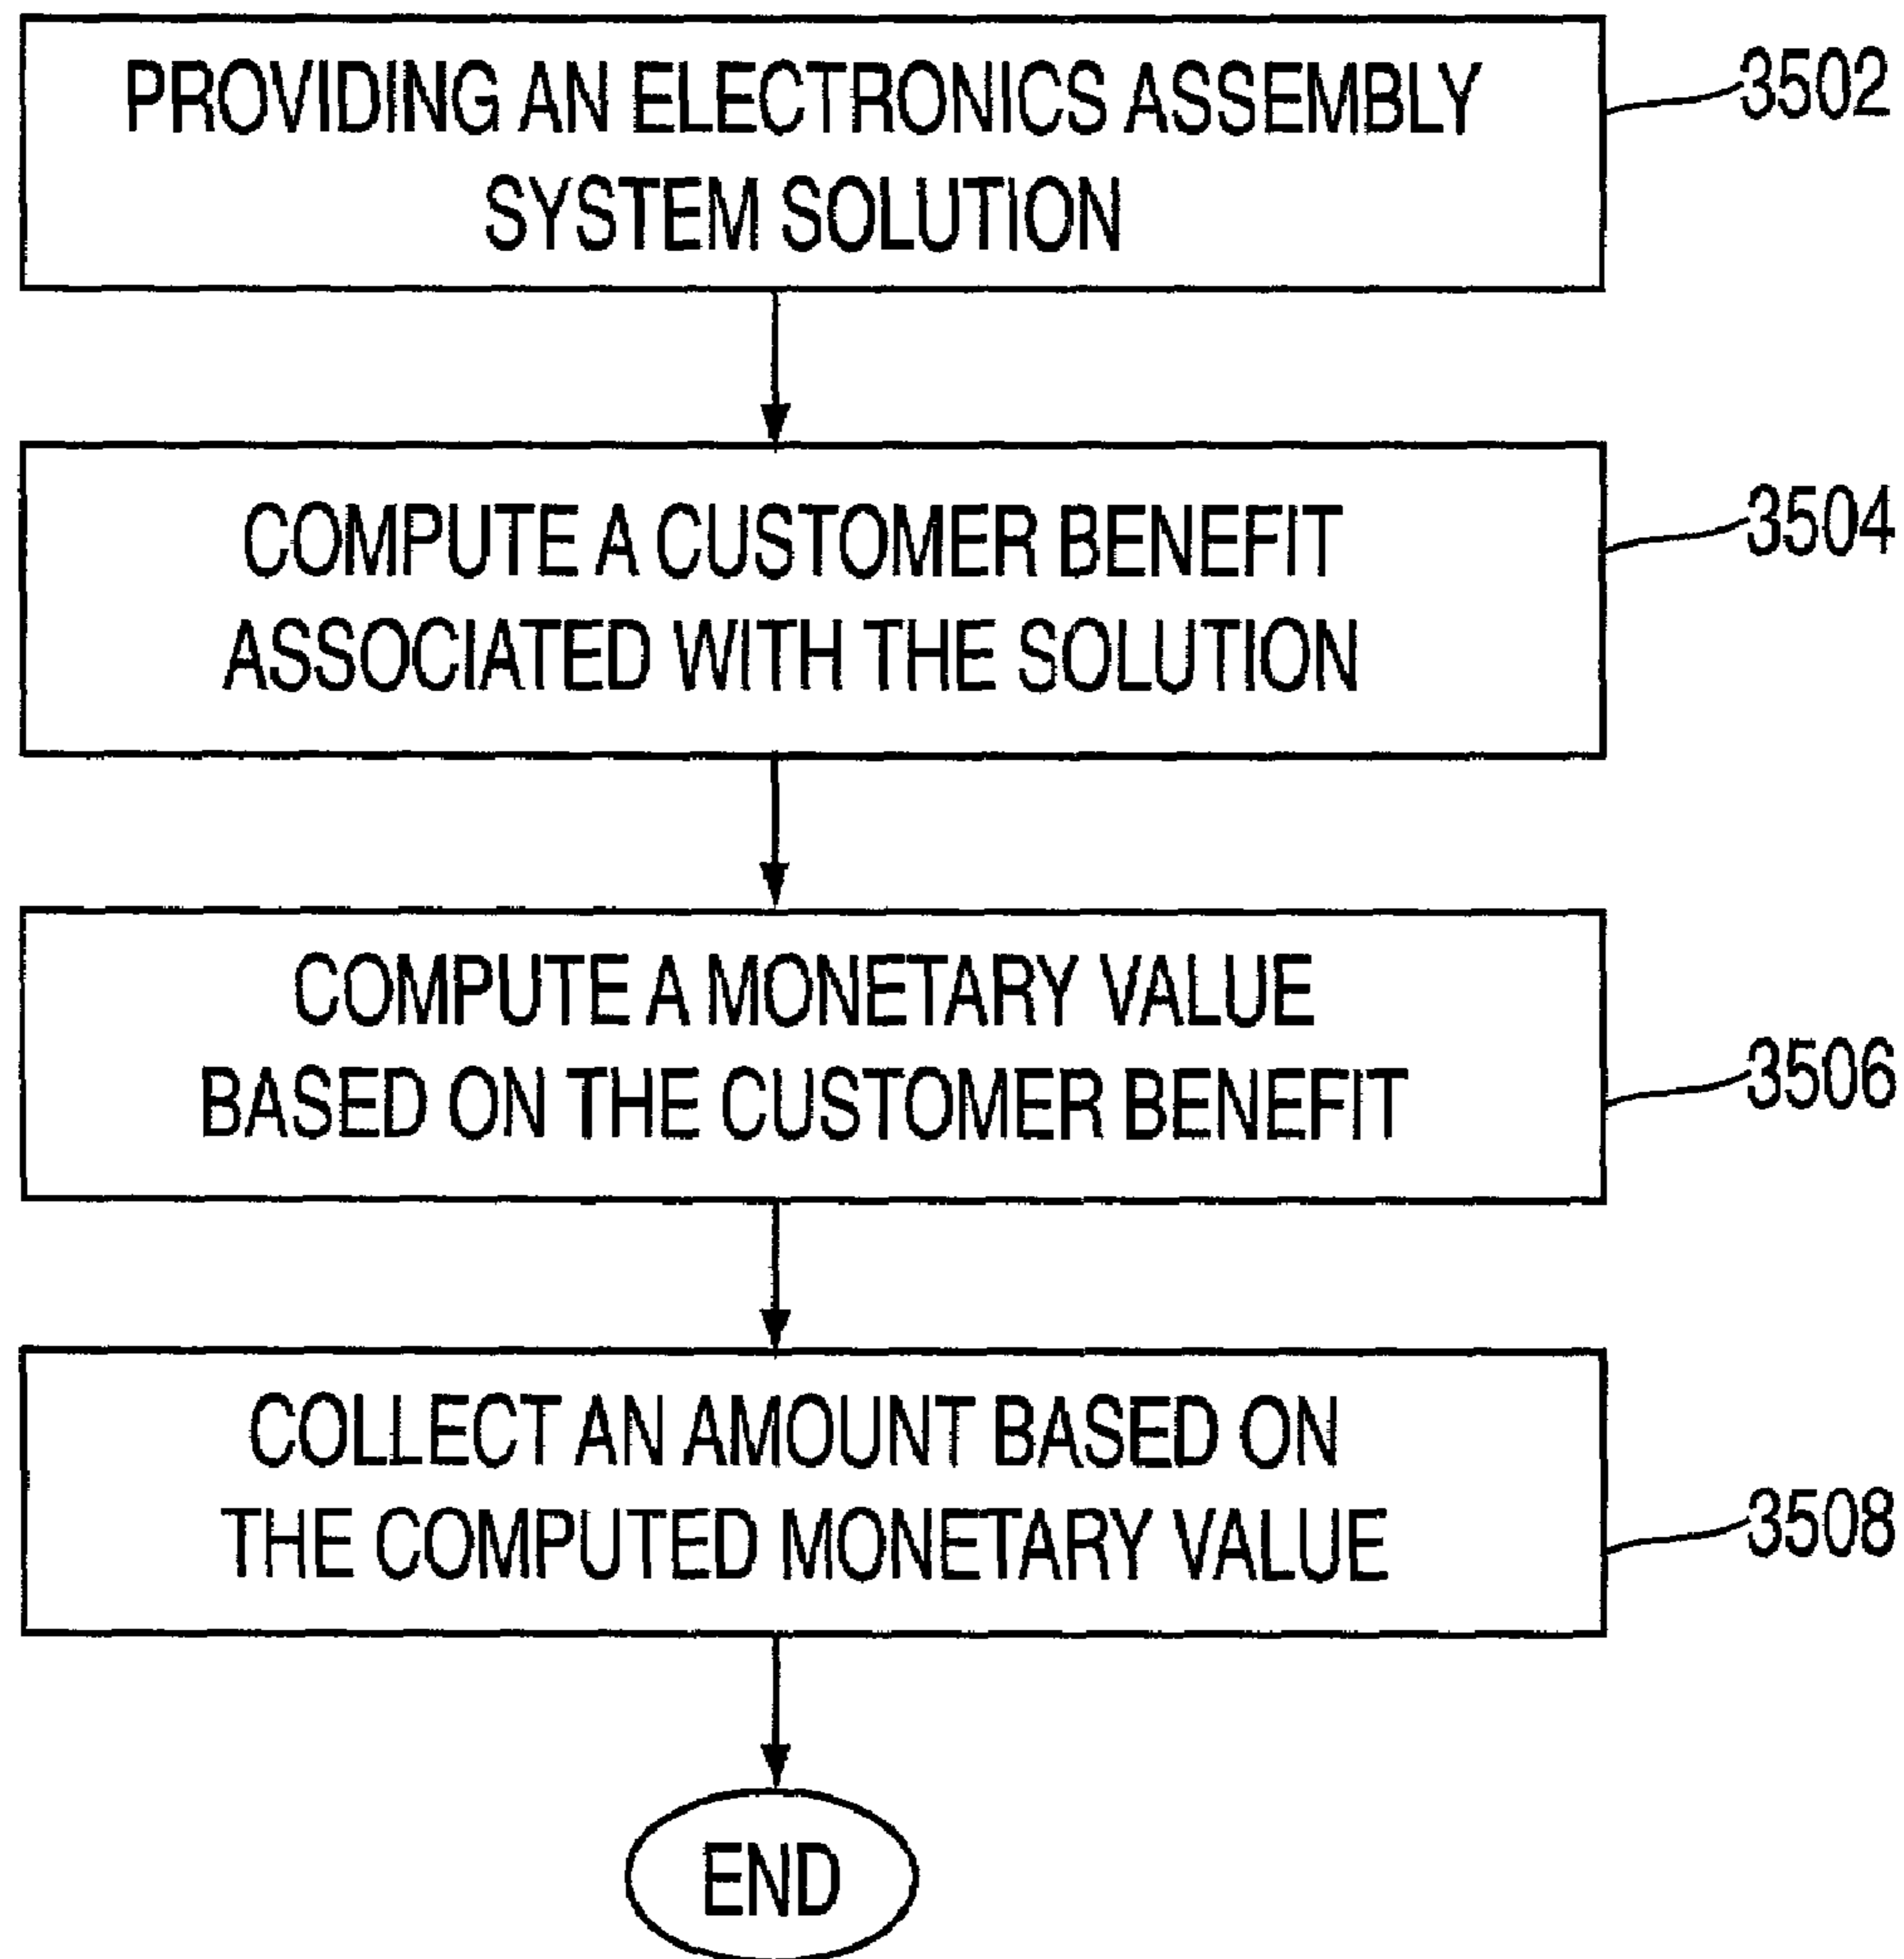 PROVIDING AN ELECTRONICS ASSEMBLY
SYSTEM SOLUTION
3502
COMPUTE A CUSTOMER BENEFIT
ASSOCIATED WITH THE SOLUTION
3504
COMPUTE A MONETARY VALUE
BASED ON THE CUSTOMER BENEFIT
3506
COLLECT AN AMOUNT BASED ON
THE COMPUTED MONETARY VALUE
3508
END